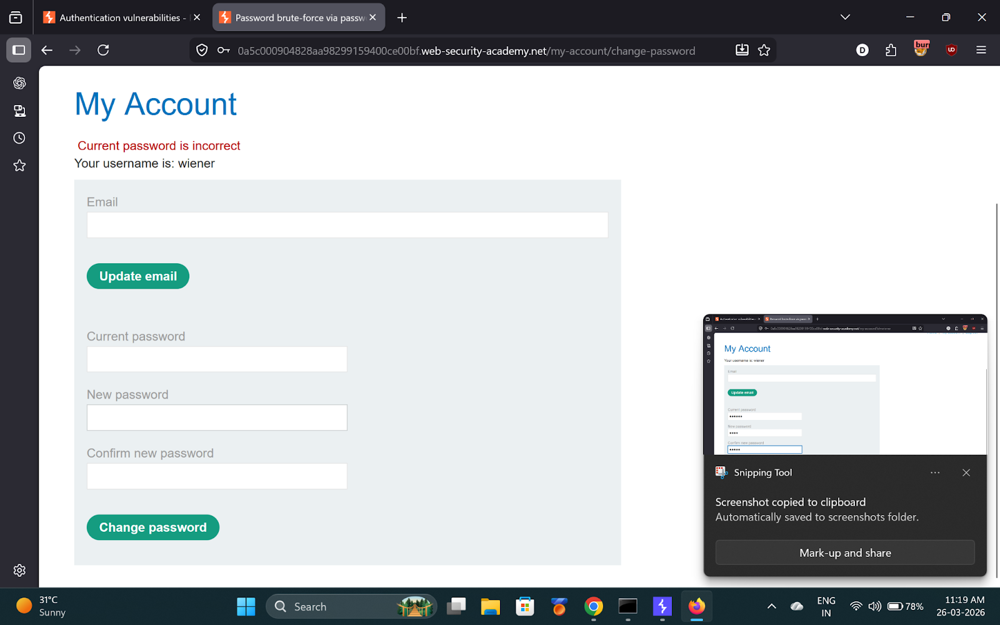 Authentication vulnerabilities -
Password brute-force via passw
0a5c000904828aa98299159400ce00bf.web-security-academy.net/my-account/change-password
D
bur
My Account
Current password is incorrect
Your username is: wiener
Email
Update email
Current password
New password
Confirm new password
Change password
My Account
Your username is: wiener
Email
Update email
Current password
New password
Confirm new password
Snipping Tool
Screenshot copied to clipboard
Automatically saved to screenshots folder.
Mark-up and share
31°C
Sunny
Search
ENG
IN
78%
11:19 AM
26-03-2026